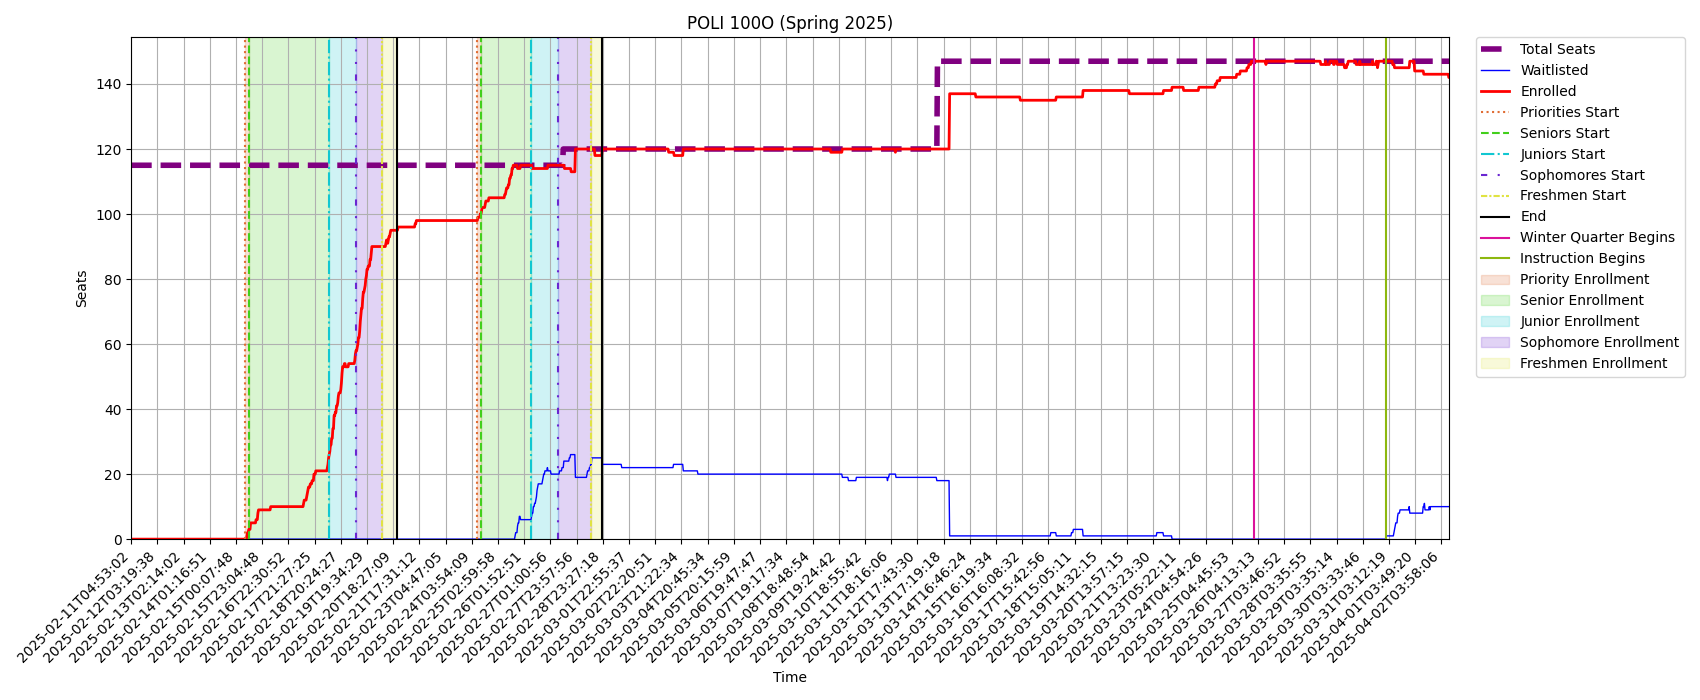 POLI 100O (Spring 2025)
Total Seats
Waitlisted
Enrolled
Priorities Start
Seniors Start
Juniors Start
Sophomores Start
Freshmen Start
End
Winter Quarter Begins
Instruction Begins
Priority Enrollment
Senior Enrollment
Junior Enrollment
Sophomore Enrollment
Freshmen Enrollment
Seats
140
120
100
80
60
40
20
0
2025-02-11T04:53:02
2025-02-12T03:19:38
2025-02-13T02:14:02
2025-02-14T01:16:51
2025-02-15T00:07:48
2025-02-15T23:04:48
2025-02-16T22:30:52
2025-02-17T21:27:25
2025-02-18T20:24:27
2025-02-19T19:34:29
2025-02-20T18:27:09
2025-02-21T17:31:12
2025-02-23T04:47:05
2025-02-24T03:54:09
2025-02-25T02:59:58
2025-02-26T01:52:51
2025-02-27T01:00:56
2025-02-27T23:57:56
2025-02-28T23:27:18
2025-03-01T22:55:37
2025-03-02T22:20:51
2025-03-03T21:22:34
2025-03-04T20:45:34
2025-03-05T20:15:59
2025-03-06T19:47:47
2025-03-07T19:17:34
2025-03-08T18:48:54
2025-03-09T19:24:42
2025-03-10T18:55:42
2025-03-11T18:16:06
2025-03-12T17:43:30
2025-03-13T17:19:18
2025-03-14T16:46:24
2025-03-15T16:19:34
2025-03-16T16:08:32
2025-03-17T15:42:56
2025-03-18T15:05:11
2025-03-19T14:32:15
2025-03-20T13:57:15
2025-03-21T13:23:30
2025-03-23T05:22:11
2025-03-24T04:54:26
2025-03-25T04:45:53
2025-03-26T04:13:13
2025-03-27T03:46:52
2025-03-28T03:35:55
2025-03-29T03:35:14
2025-03-30T03:33:46
2025-03-31T03:12:19
2025-04-01T03:49:20
2025-04-02T03:58:06
Time